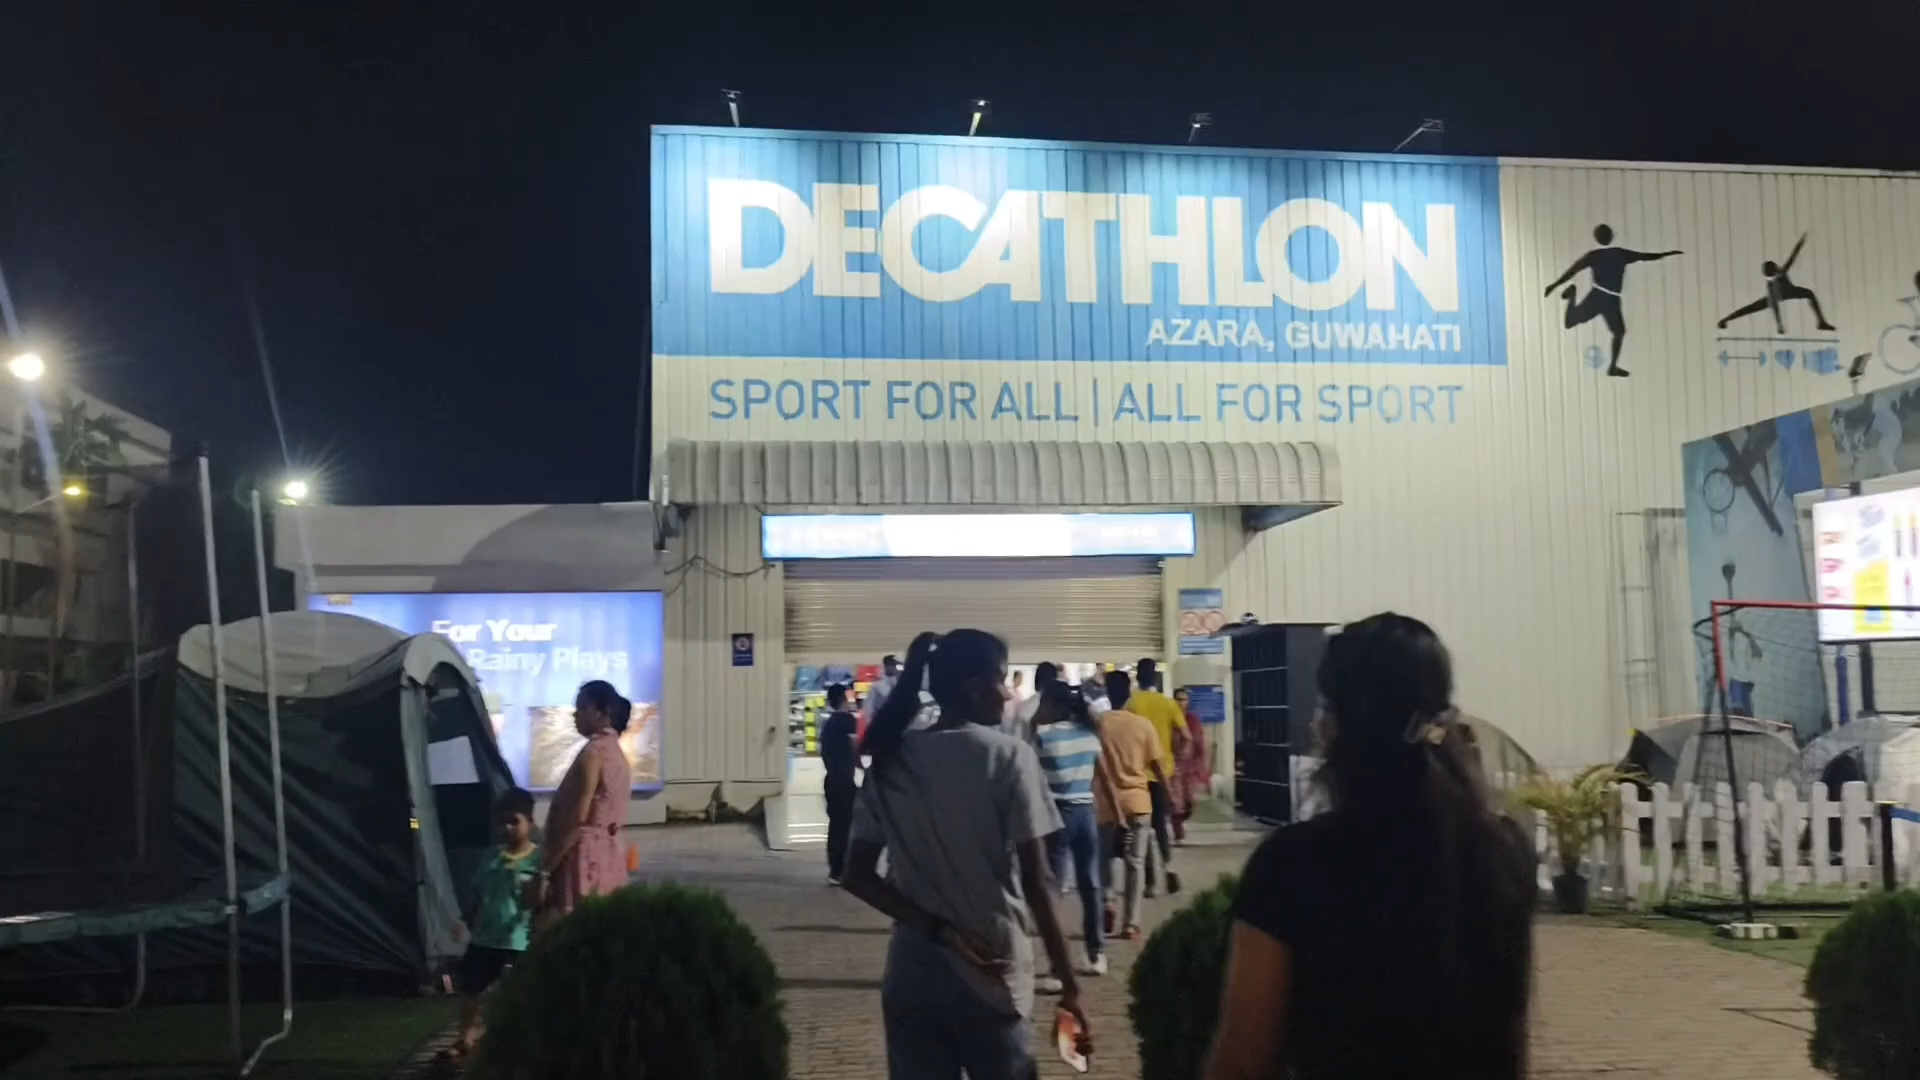 DECATHLON
AZARA, GUWAHATI
SPORT FOR ALL | ALL FOR SPORT
For Your
Rainy Plays